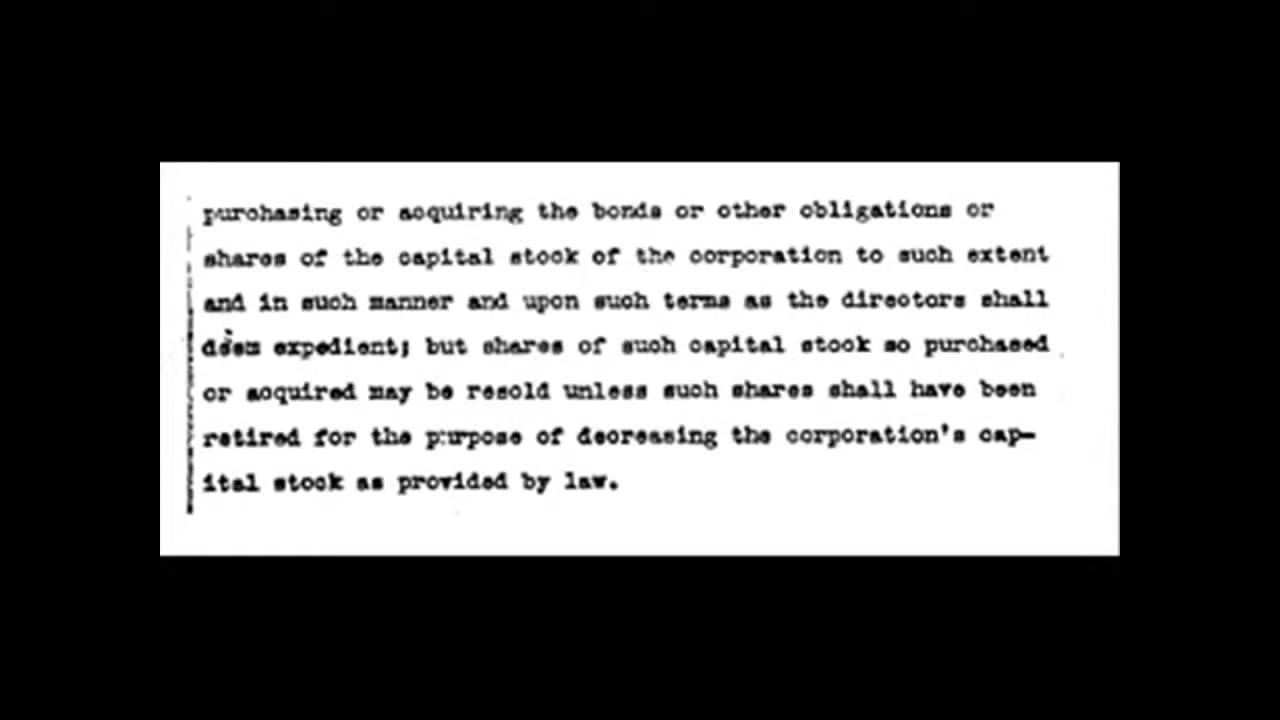 purchasing or acquiring the bonds or other obligations or
shares of the capital stock of the corporation to such extent
and in such manner and upon such terms as the directors shall
deem expedient; but shares of such capital stock so purchased
or acquired may be resold unless such shares shall have been
retired for the purpose of decreasing the corporation's cap-
ital stock as provided by law.